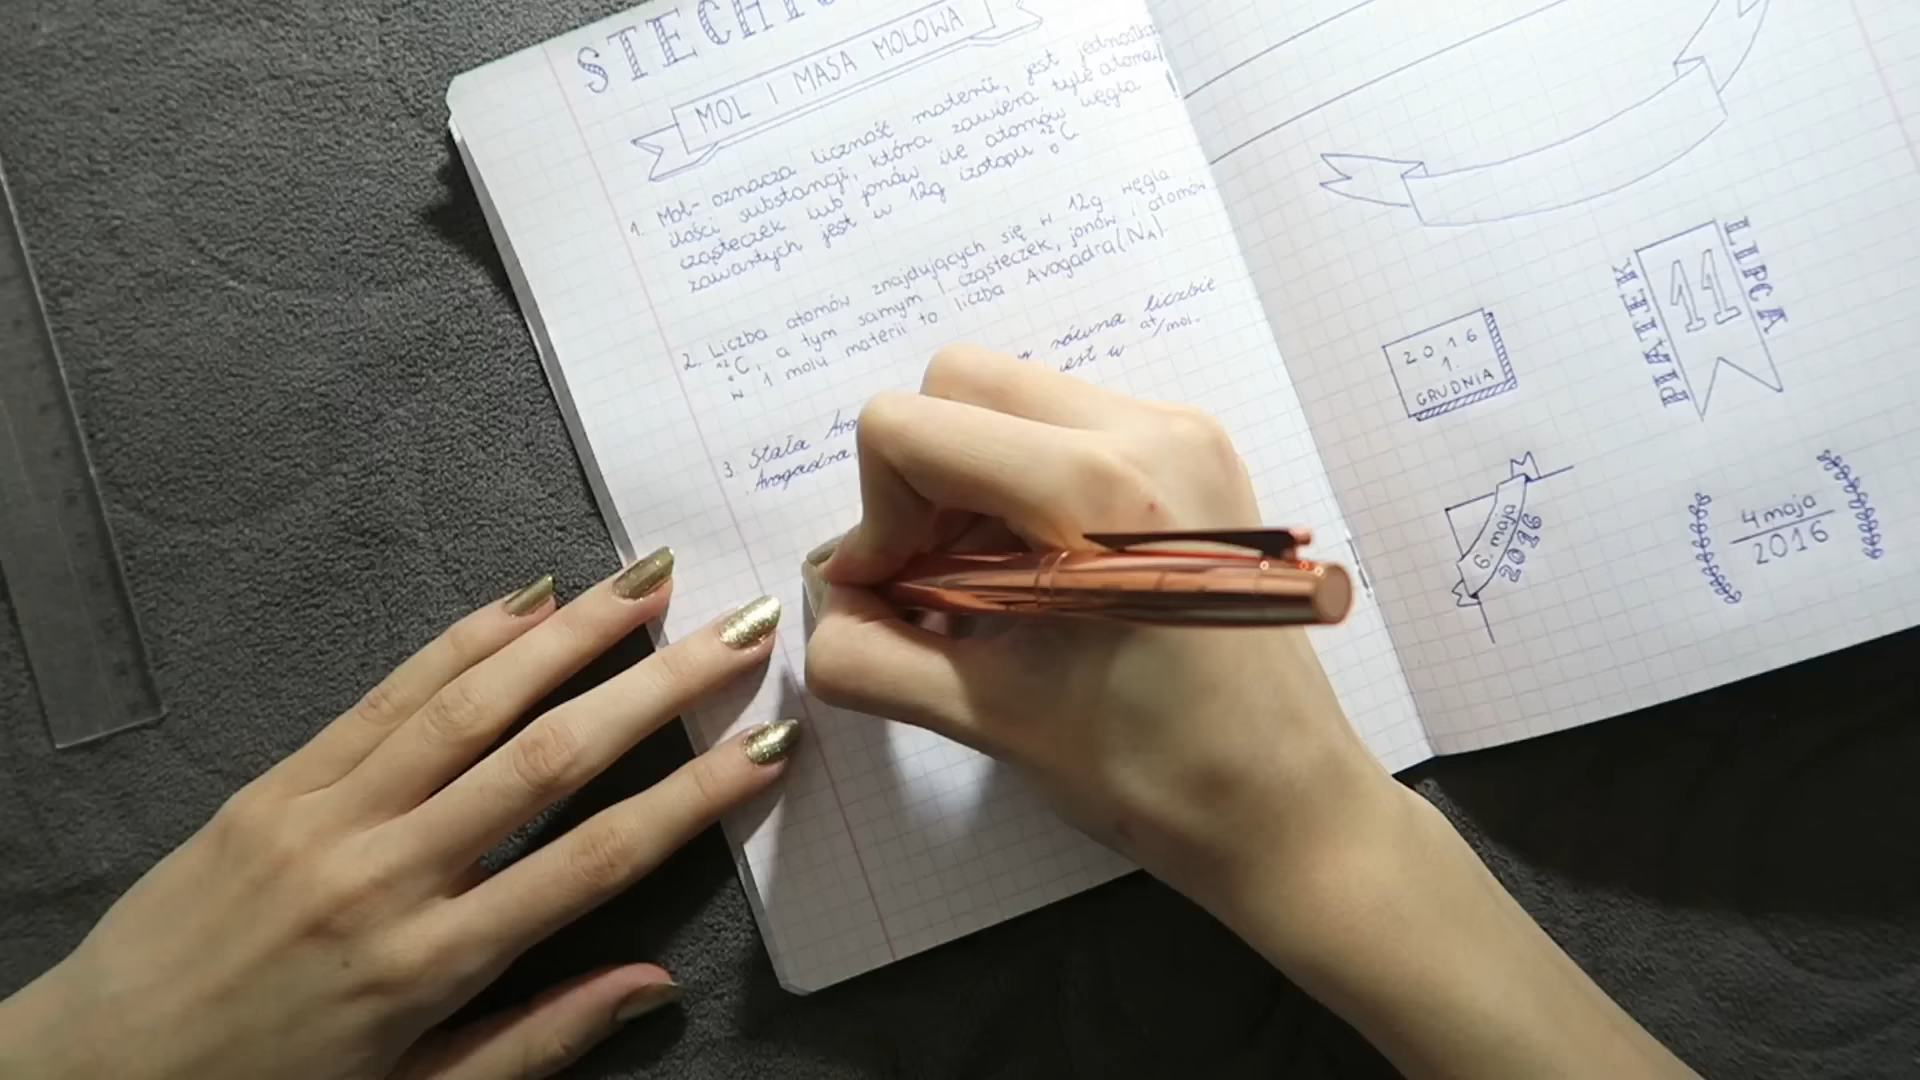 STECHI
MOL I MASA MOLOWA
1. Mol- oznacza liczność materii, jest jednostką
ilości substancji, która zawiera tyle atomów,
cząsteczek lub jonów ile atomów węgla
zawartych jest w 12g izotopu ¹²₆C
2. Liczba atomów znajdujących się w 12g węgla
¹²₆C, a tym samym i cząsteczek, jonów i atomów
w 1 molu materii to liczba Avogadra (NA)
3. Stała Avo równa liczbie
Avogadra, jest w at/mol.
PIĄTEK
11
LIPCA
2016
1.
GRUDNIA
6. maja
2016
4 maja
2016